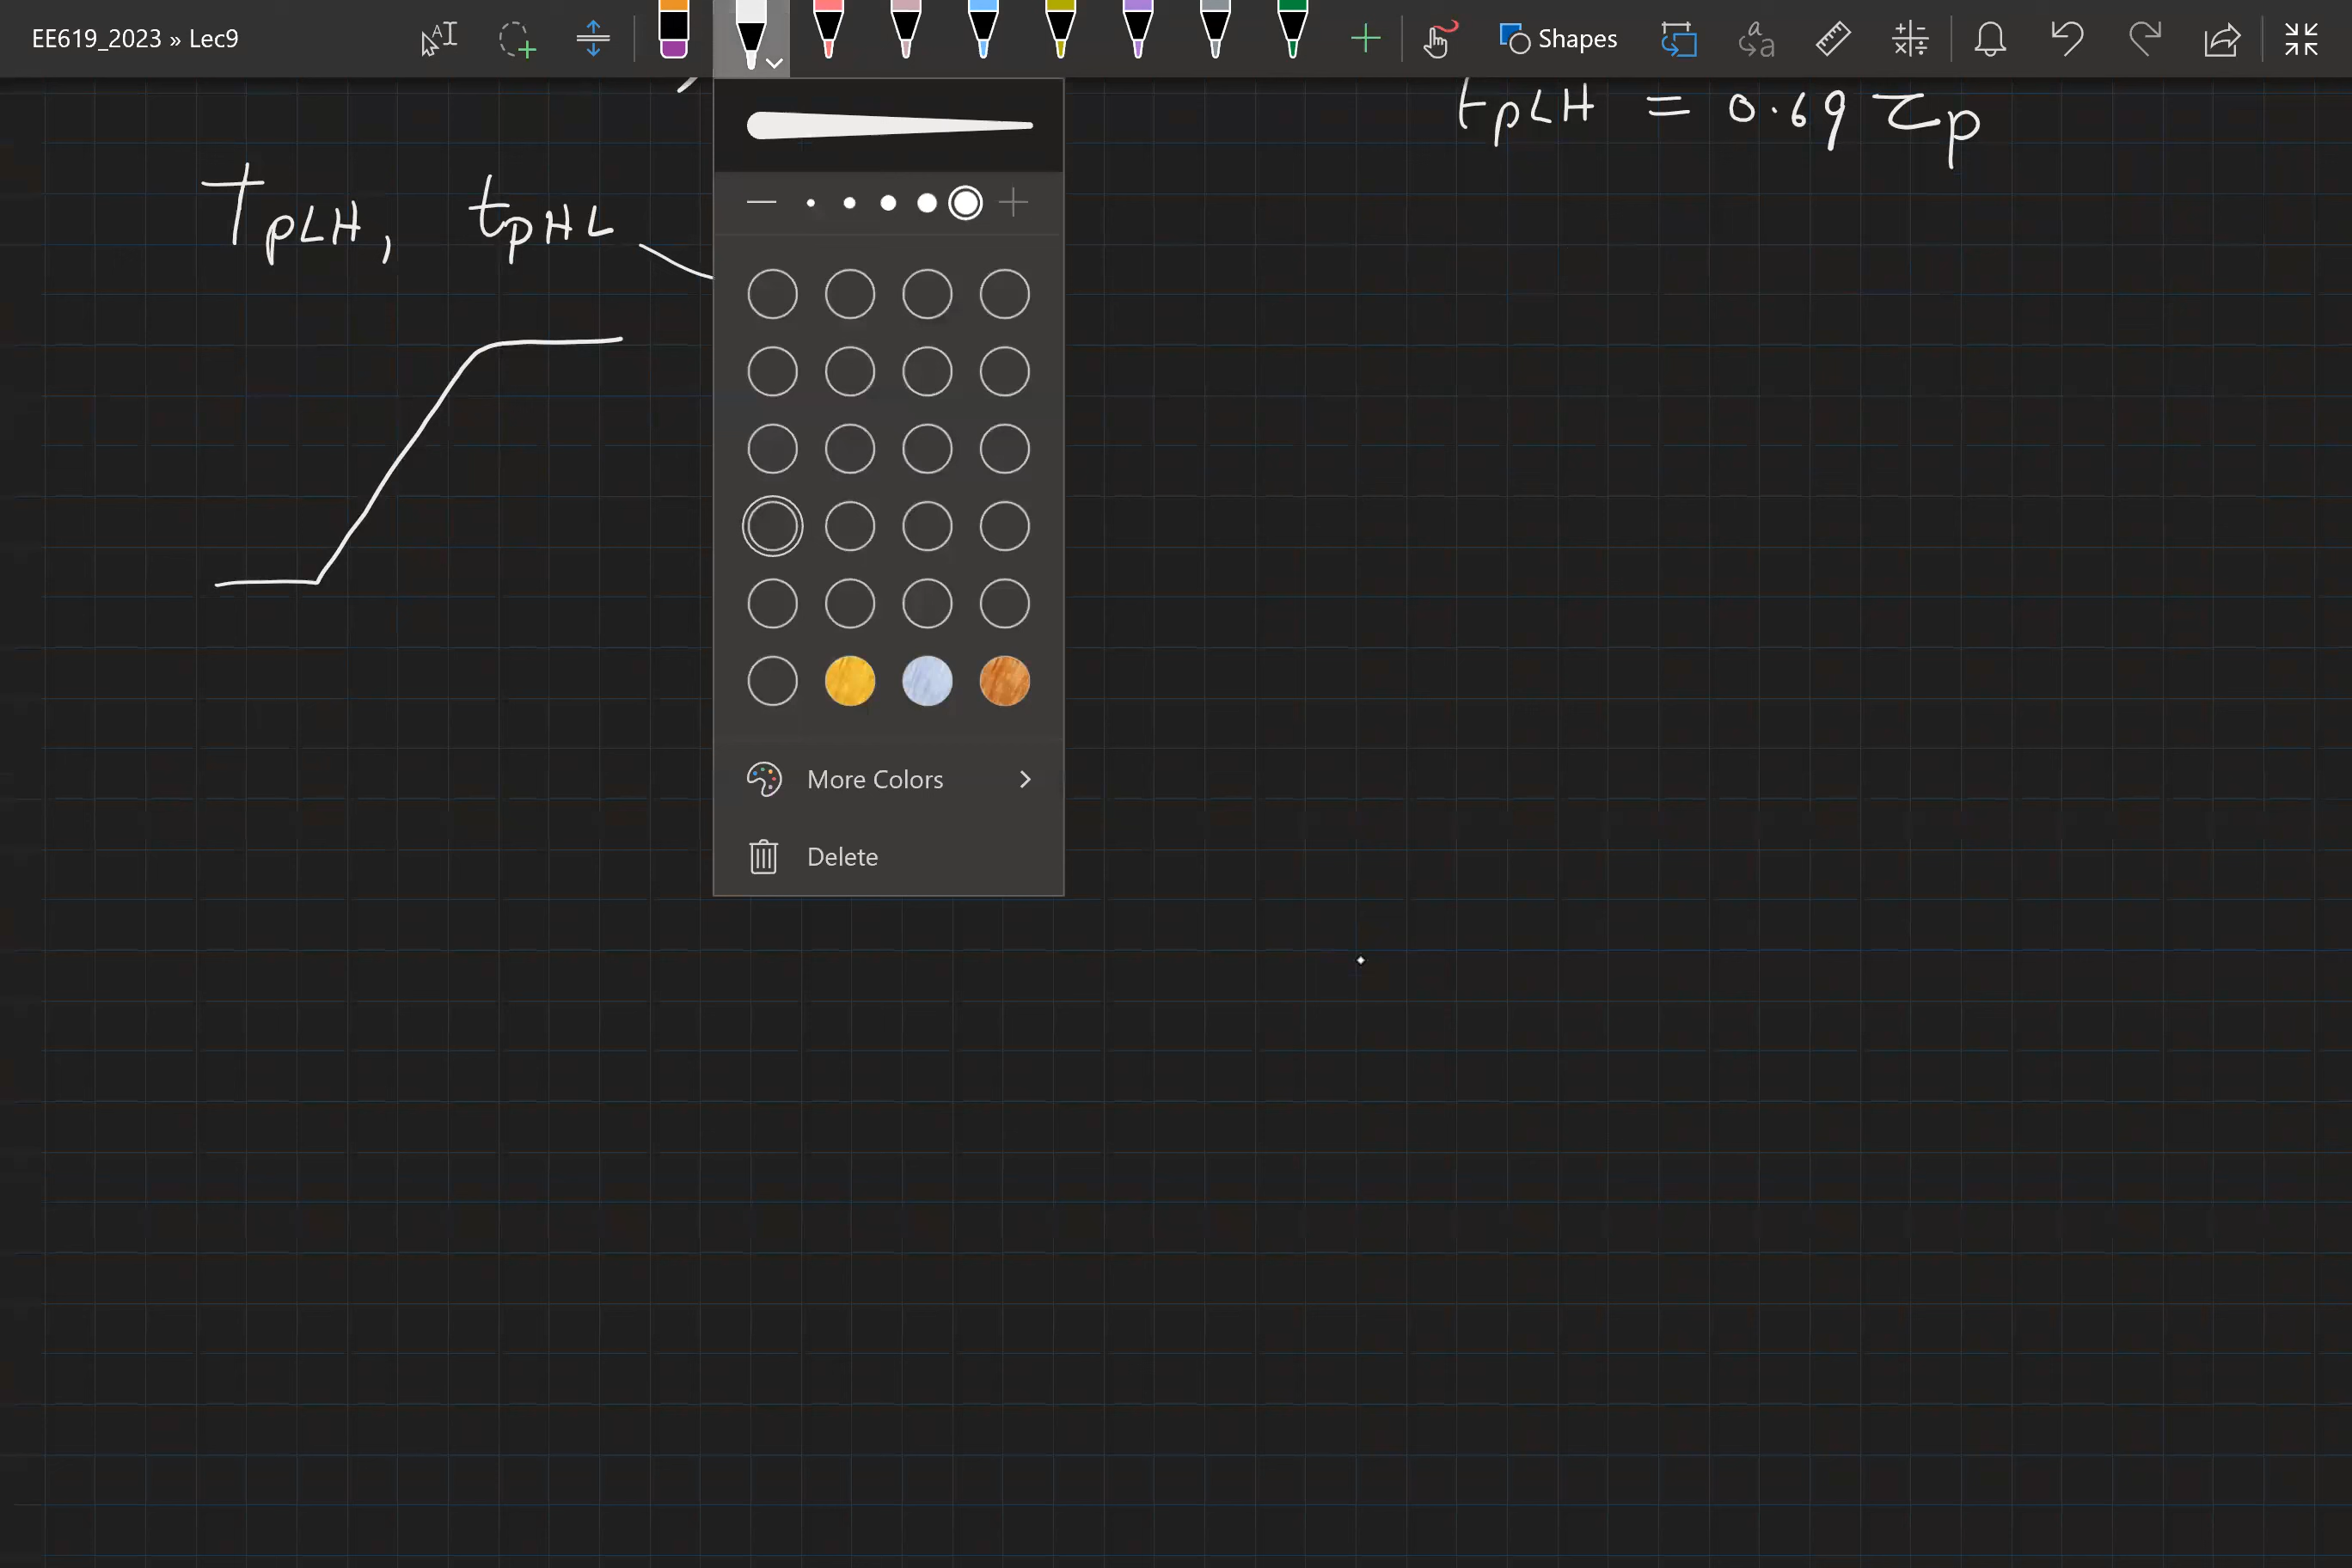 EE619_2023 » Lec9
Shapes
tpLH = 0.69 τp
TpLH, tpHL
More Colors
Delete